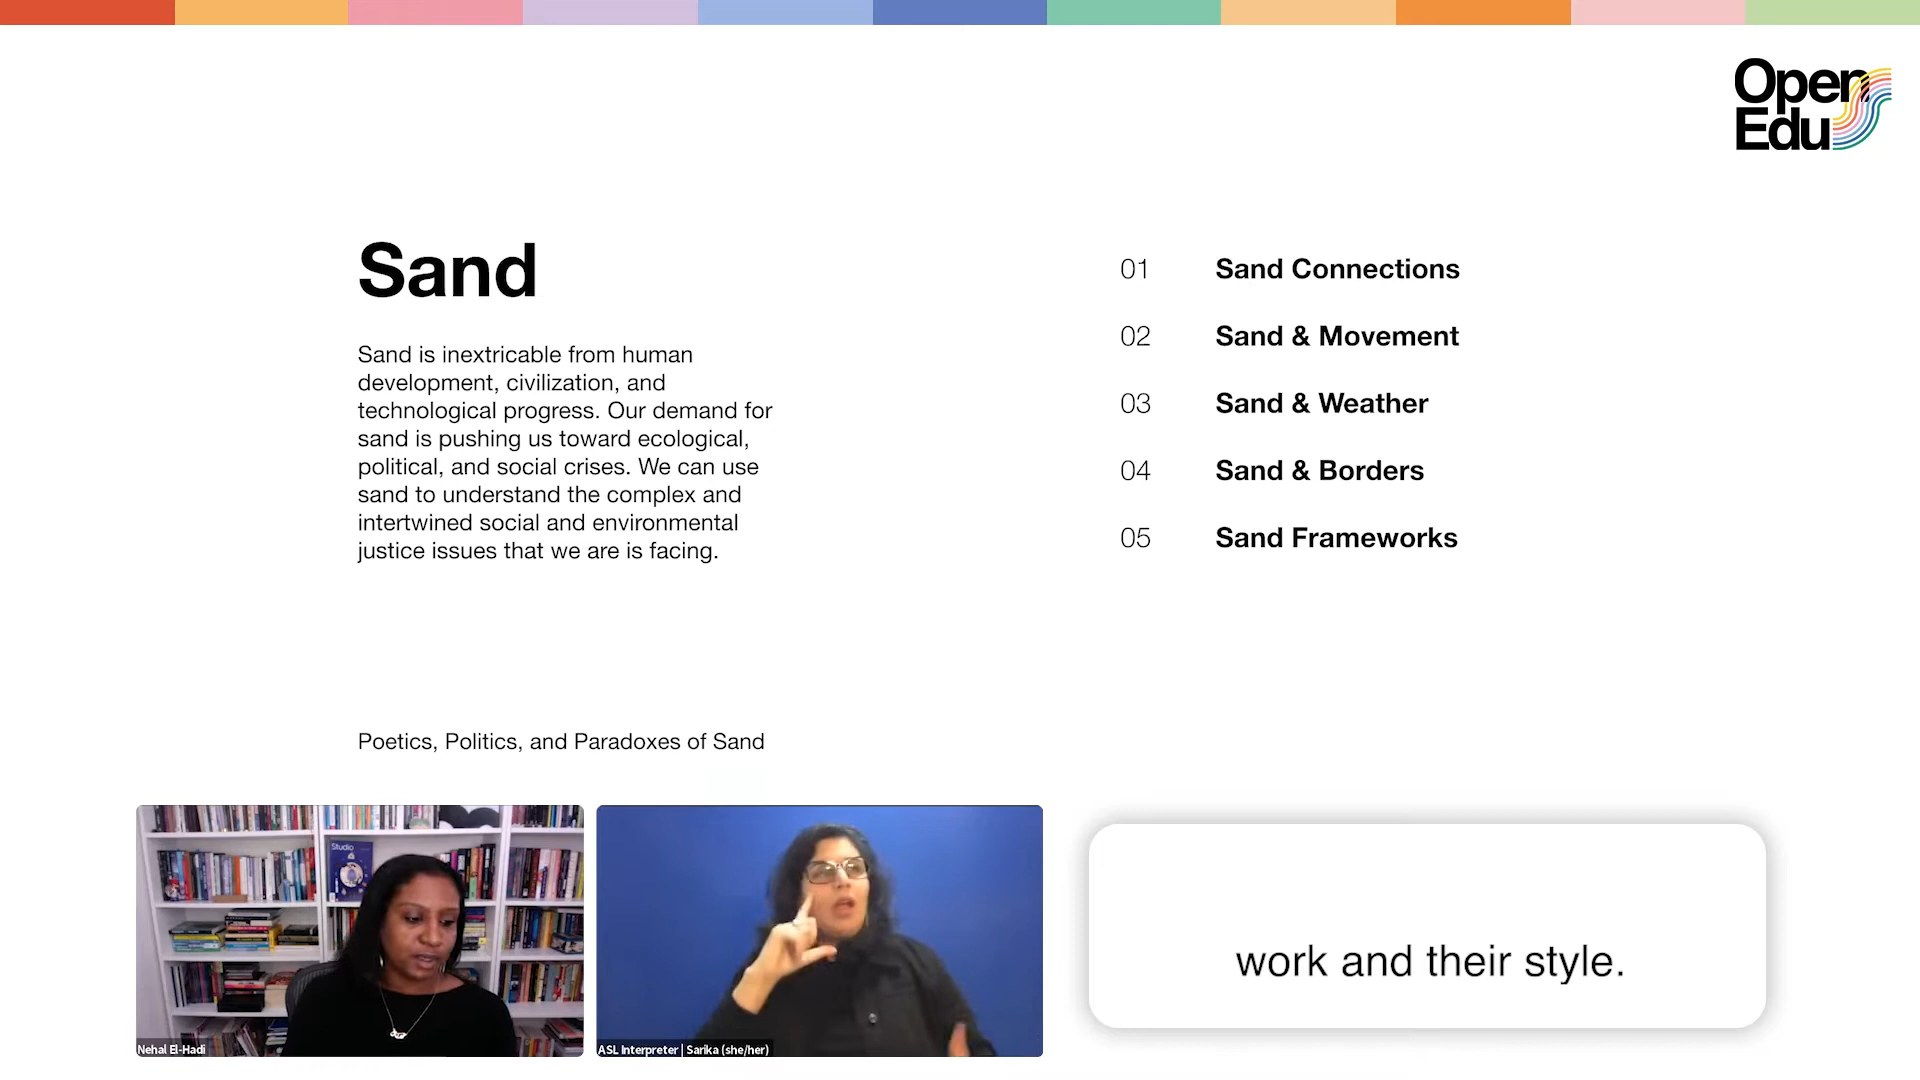 Open
Edu
Sand
Sand is inextricable from human
development, civilization, and
technological progress. Our demand for
sand is pushing us toward ecological,
political, and social crises. We can use
sand to understand the complex and
intertwined social and environmental
justice issues that we are is facing.
01 Sand Connections
02 Sand & Movement
03 Sand & Weather
04 Sand & Borders
05 Sand Frameworks
Poetics, Politics, and Paradoxes of Sand
Studio
Nehal El-Hadi
ASL Interpreter | Sarika (she/her)
work and their style.